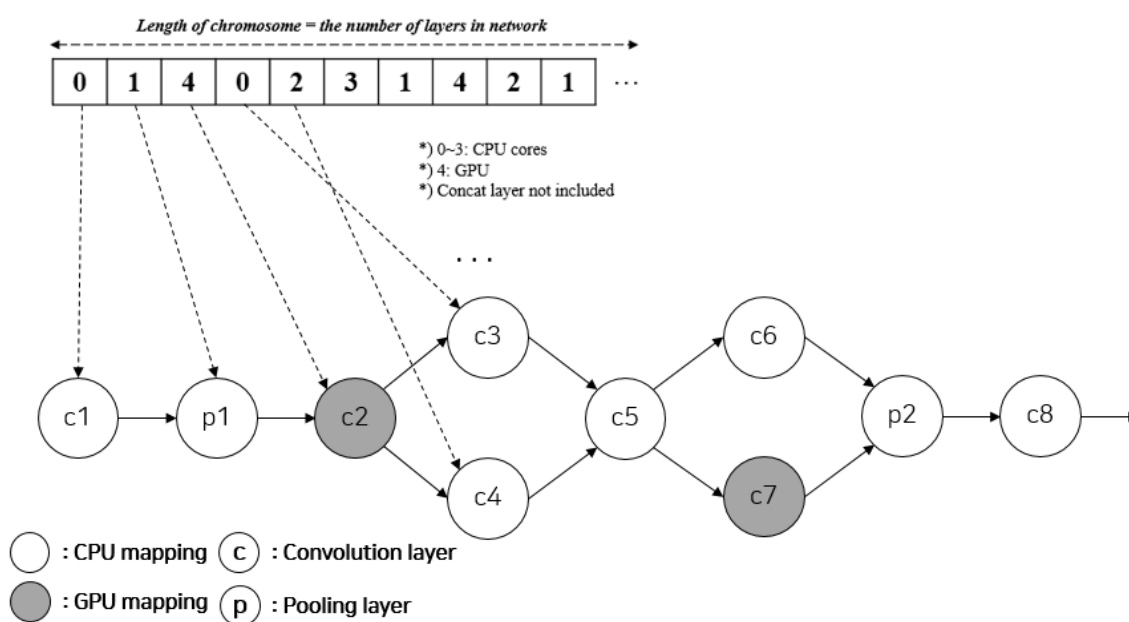 Length of chromosome = the number of layers in network
0 1 4 0 2 3 1 4 2 1 ...
*) 0~3: CPU cores
*) 4: GPU
*) Concat layer not included
. . .
c3 c6
c1 p1 c2 c5 p2 c8
c4 c7
: CPU mapping c : Convolution layer
: GPU mapping p : Pooling layer